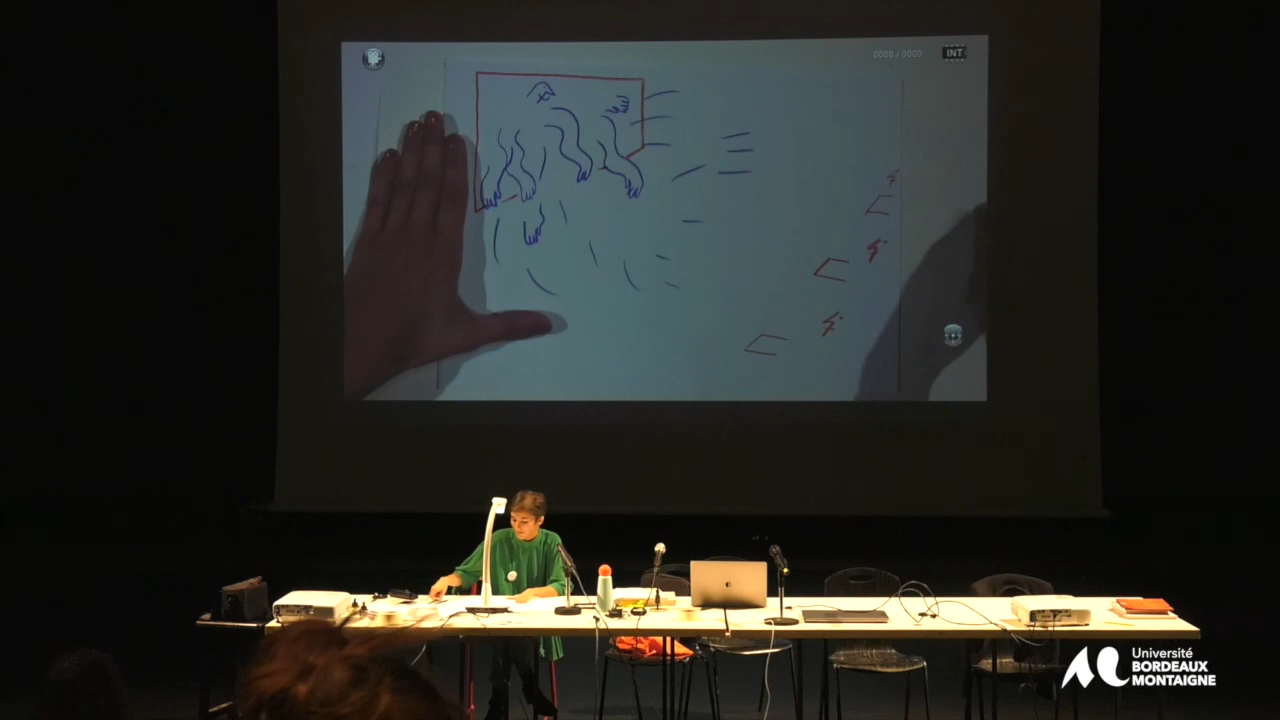 0000 / 0000
INT
Université
BORDEAUX
MONTAIGNE